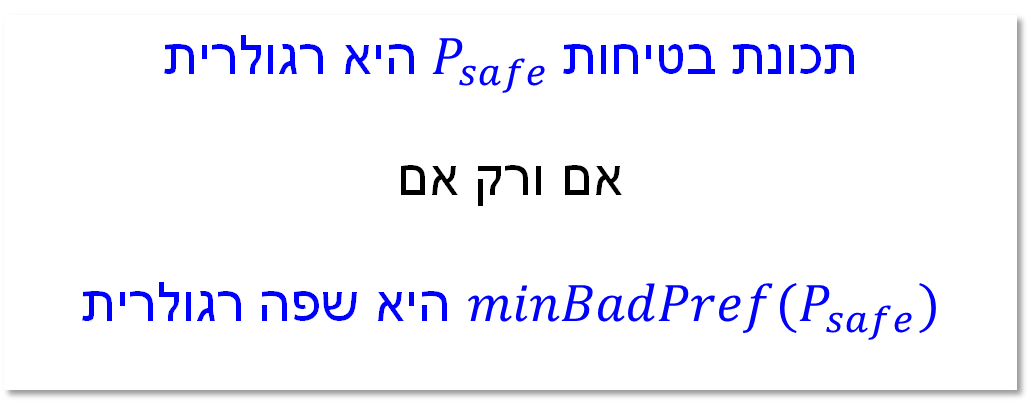 תכונת בטיחות P_safe היא רגולרית
אם ורק אם
minBadPref(P_safe) היא שפה רגולרית